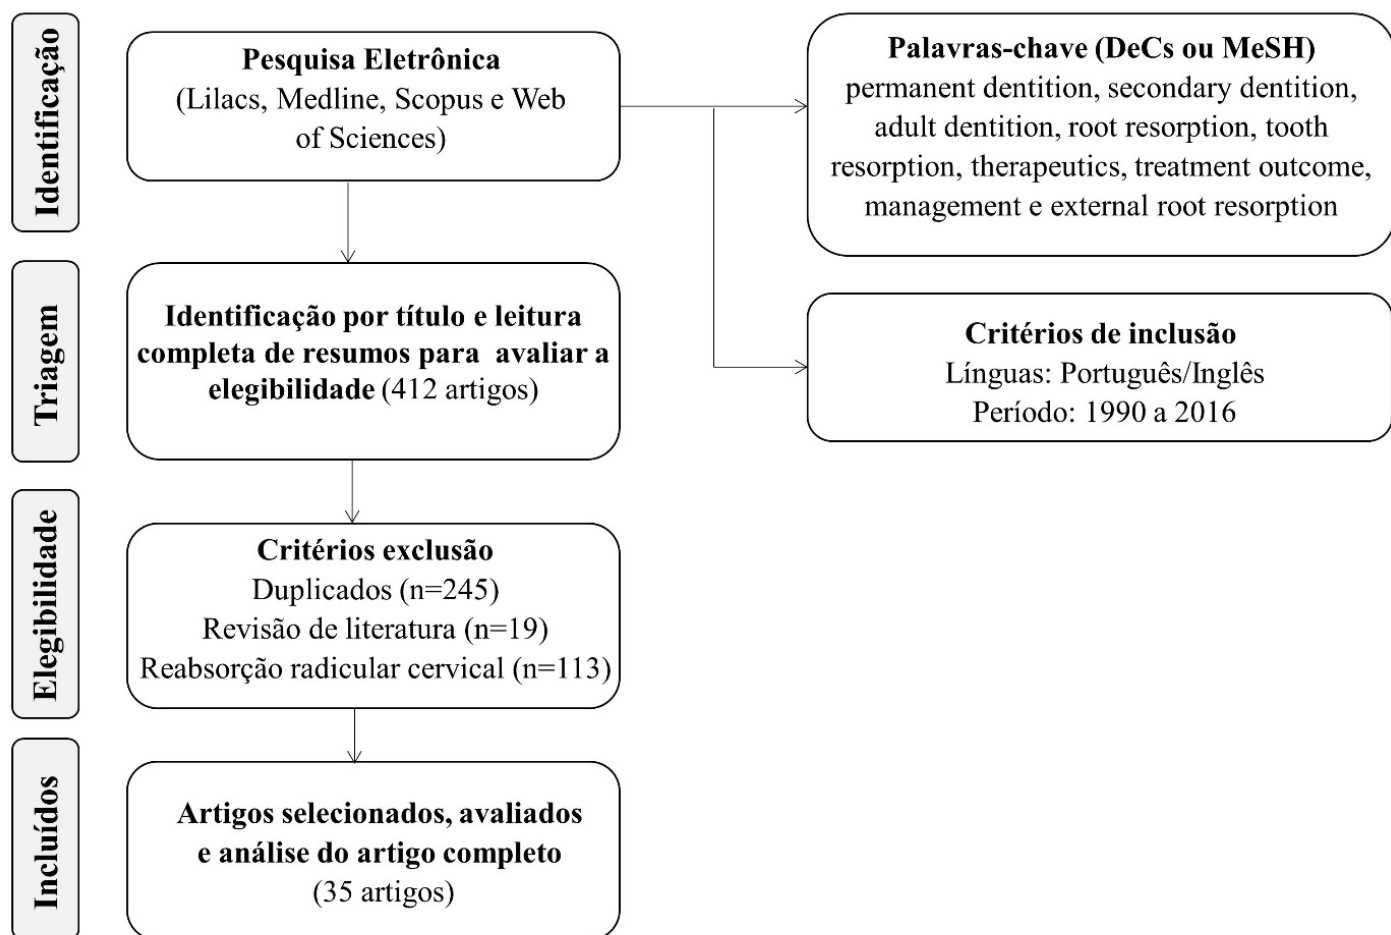 Identificação
Pesquisa Eletrônica
(Lilacs, Medline, Scopus e Web
of Sciences)
Palavras-chave (DeCs ou MeSH)
permanent dentition, secondary dentition,
adult dentition, root resorption, tooth
resorption, therapeutics, treatment outcome,
management e external root resorption
Triagem
Identificação por título e leitura
completa de resumos para avaliar a
elegibilidade (412 artigos)
Critérios de inclusão
Línguas: Português/Inglês
Período: 1990 a 2016
Elegibilidade
Critérios exclusão
Duplicados (n=245)
Revisão de literatura (n=19)
Reabsorção radicular cervical (n=113)
Incluídos
Artigos selecionados, avaliados
e análise do artigo completo
(35 artigos)